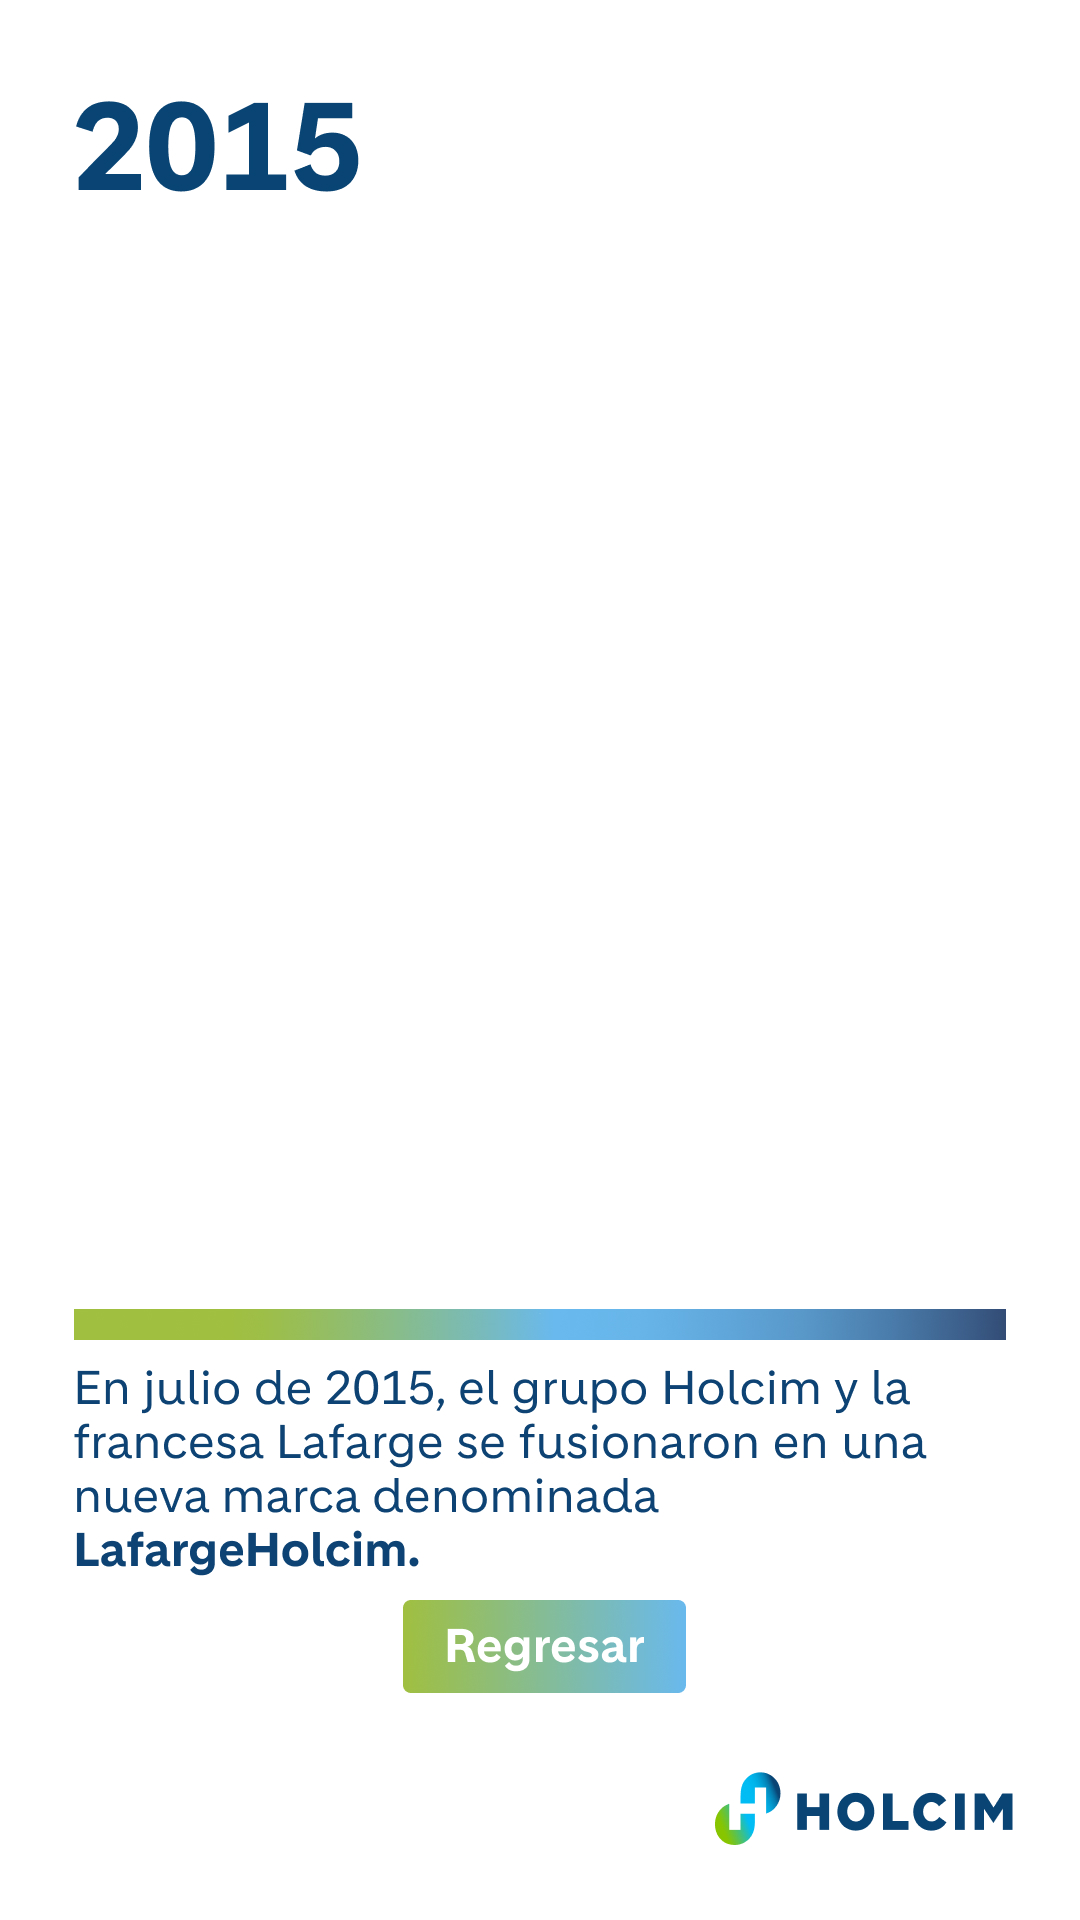 2015
En julio de 2015, el grupo Holcim y la
francesa Lafarge se fusionaron en una
nueva marca denominada
LafargeHolcim.
Regresar
HOLCIM